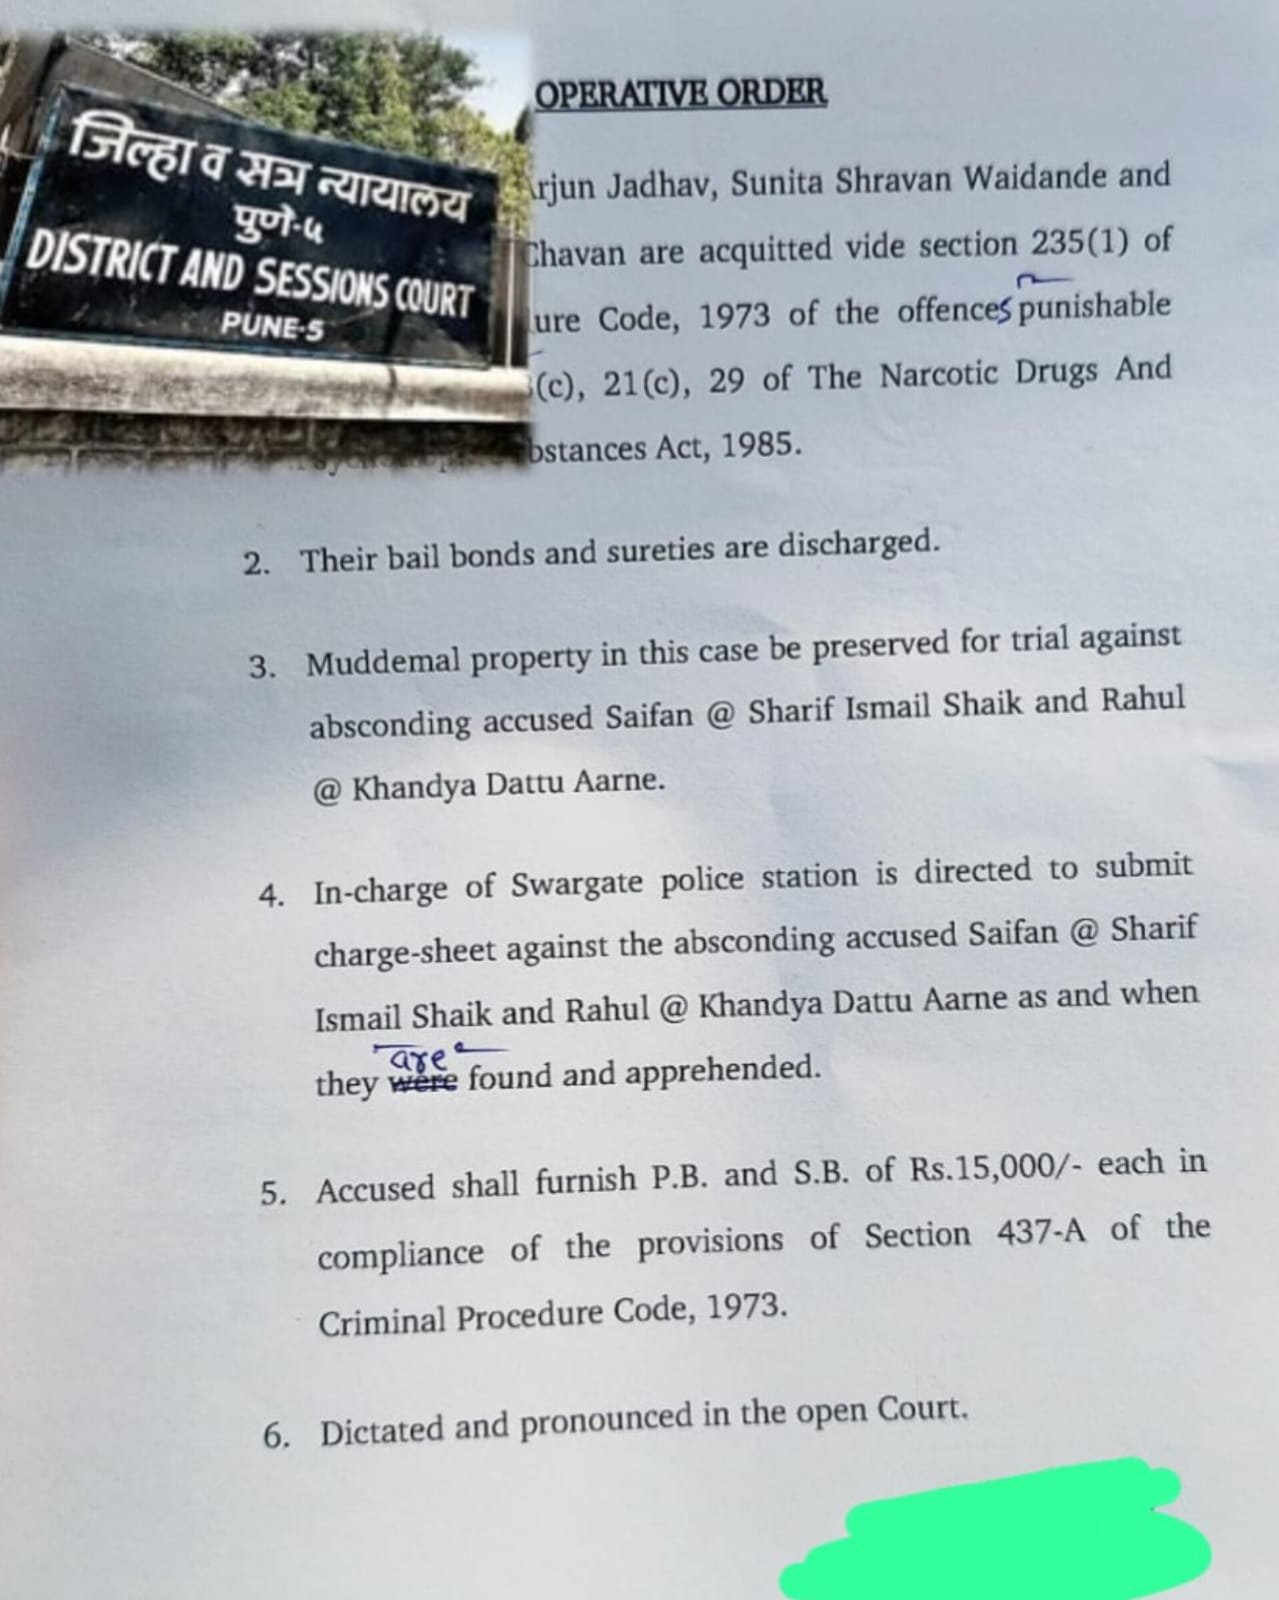 जिल्हा व सत्र न्यायालय
पुणे-५
DISTRICT AND SESSIONS COURT
PUNE-5
OPERATIVE ORDER
Jadhav, Sunita Shravan Waidande and
are acquitted vide section 235(1) of
Code, 1973 of the offences punishable
(c), 21(c), 29 of The Narcotic Drugs And
Act, 1985.
2. Their bail bonds and sureties are discharged.
3. Muddemal property in this case be preserved for trial against
absconding accused Saifan @ Sharif Ismail Shaik and Rahul
@ Khandya Dattu Aarne.
4. In-charge of Swargate police station is directed to submit
charge-sheet against the absconding accused Saifan @ Sharif
Ismail Shaik and Rahul @ Khandya Dattu Aarne as and when
are
they were found and apprehended.
5. Accused shall furnish P.B. and S.B. of Rs.15,000/- each in
compliance of the provisions of Section 437-A of the
Criminal Procedure Code, 1973.
6. Dictated and pronounced in the open Court.